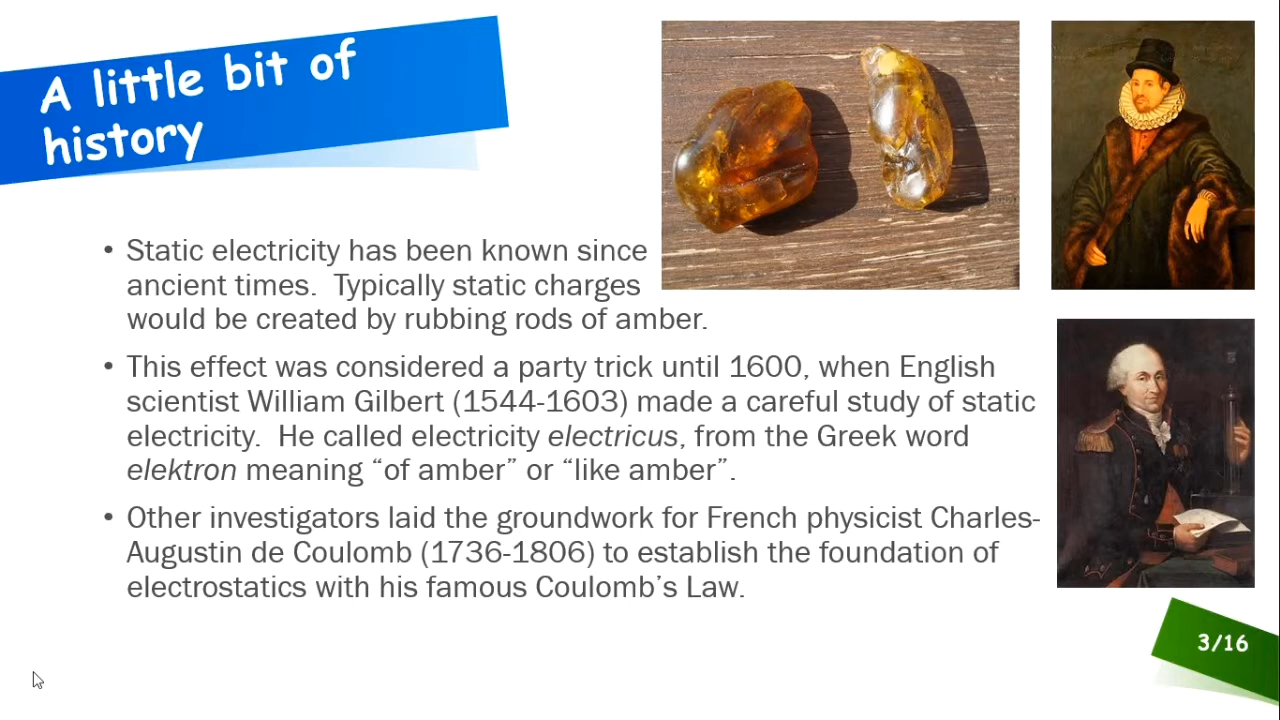 A little bit of
history
• Static electricity has been known since
ancient times.  Typically static charges
would be created by rubbing rods of amber.
• This effect was considered a party trick until 1600, when English
scientist William Gilbert (1544-1603) made a careful study of static
electricity.  He called electricity electricus, from the Greek word
elektron meaning “of amber” or “like amber”.
• Other investigators laid the groundwork for French physicist Charles-
Augustin de Coulomb (1736-1806) to establish the foundation of
electrostatics with his famous Coulomb’s Law.
3/16